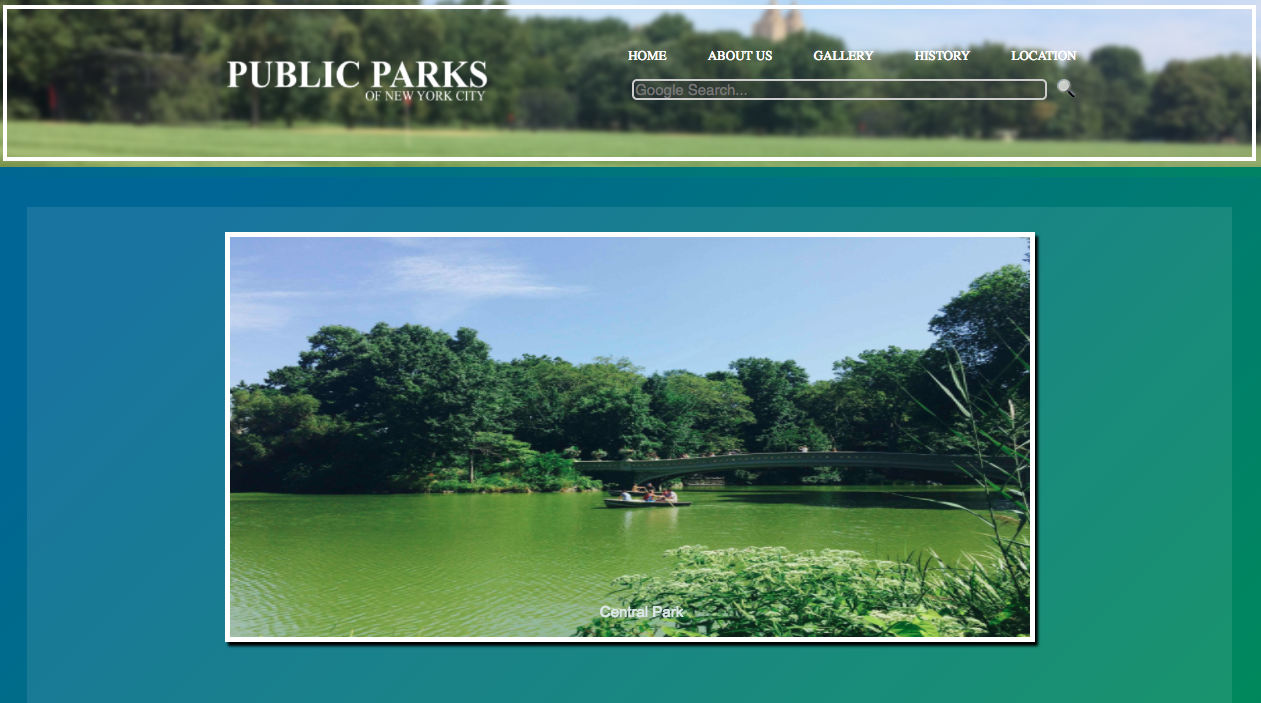 PUBLIC PARKS
OF NEW YORK CITY
HOME ABOUT US GALLERY HISTORY LOCATION
Google Search...
Central Park